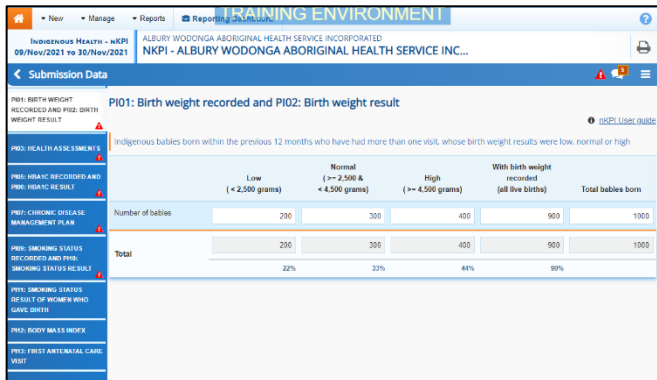 TRAINING ENVIRONMENT
New Manage Reports Reporting Dashboard
INDIGENOUS HEALTH - NKPI
09/Nov/2021 TO 30/Nov/2021
ALBURY WODONGA ABORIGINAL HEALTH SERVICE INCORPORATED
NKPI - ALBURY WODONGA ABORIGINAL HEALTH SERVICE INC...
Submission Data
5
PI01: BIRTH WEIGHT
RECORDED AND PI02: BIRTH
WEIGHT RESULT
PI03: HEALTH ASSESSMENTS
PI05: HBA1C RECORDED AND
PI06: HBA1C RESULT
PI07: CHRONIC DISEASE
MANAGEMENT PLAN
PI09: SMOKING STATUS
RECORDED AND PI10:
SMOKING STATUS RESULT
PI11: SMOKING STATUS
RESULT OF WOMEN WHO
GAVE BIRTH
PI12: BODY MASS INDEX
PI13: FIRST ANTENATAL CARE
VISIT
PI01: Birth weight recorded and PI02: Birth weight result
nKPI User guide
Indigenous babies born within the previous 12 months who have had more than one visit, whose birth weight results were low, normal or high
Low
( < 2,500 grams)
Normal
( >= 2,500 &
< 4,500 grams)
High
( >= 4,500 grams)
With birth weight
recorded
(all live births)
Total babies born
Number of babies 200 300 400 900 1000
Total 200 300 400 900 1000
22% 33% 44% 90%